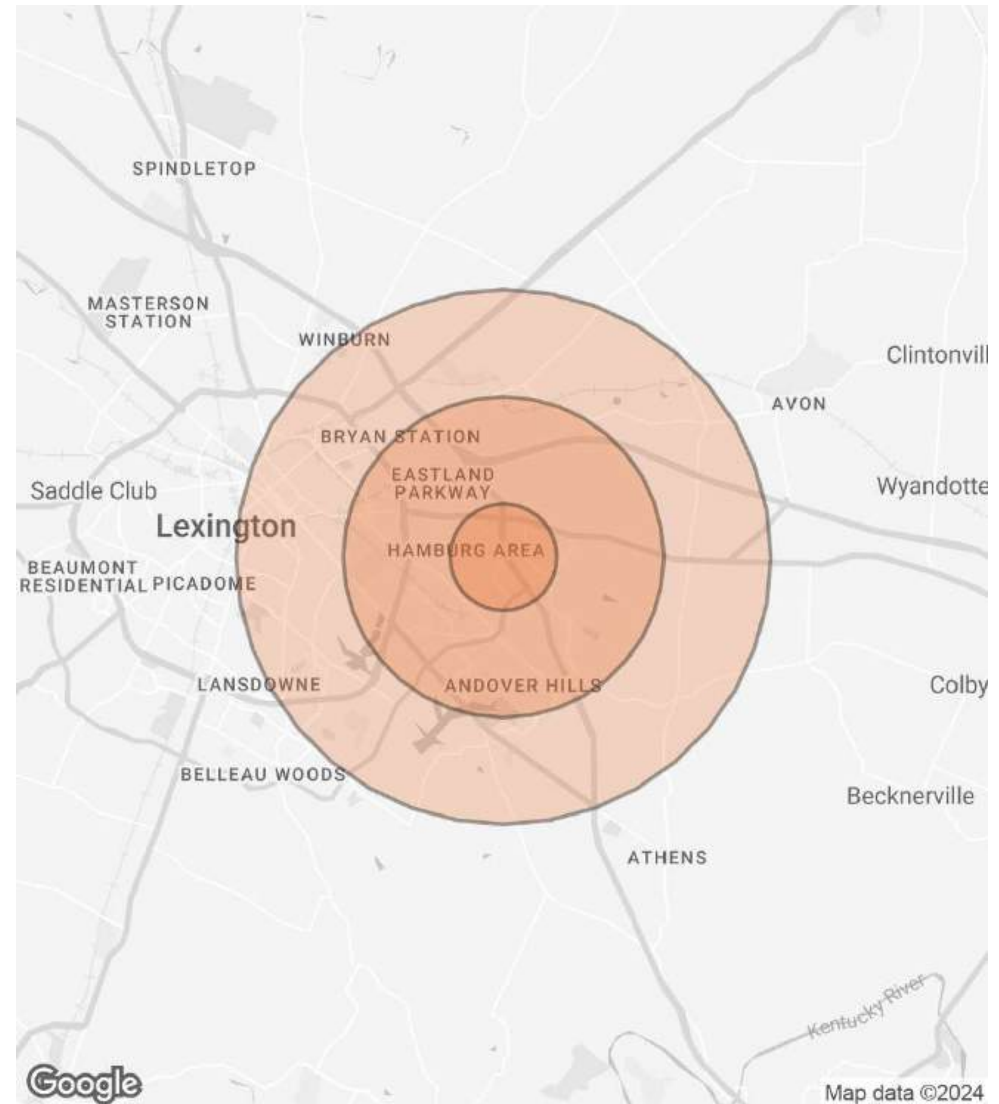 SPINDLETOP
MASTERSON
STATION
WINBURN
Clintonvill
AVON
BRYAN STATION
EASTLAND
PARKWAY
Saddle Club
Wyandotte
Lexington
HAMBURG AREA
BEAUMONT
RESIDENTIAL
PICADOME
LANSDOWNE
ANDOVER HILLS
Colby
BELLEAU WOODS
Becknerville
ATHENS
Kentucky River
Google
Map data ©2024